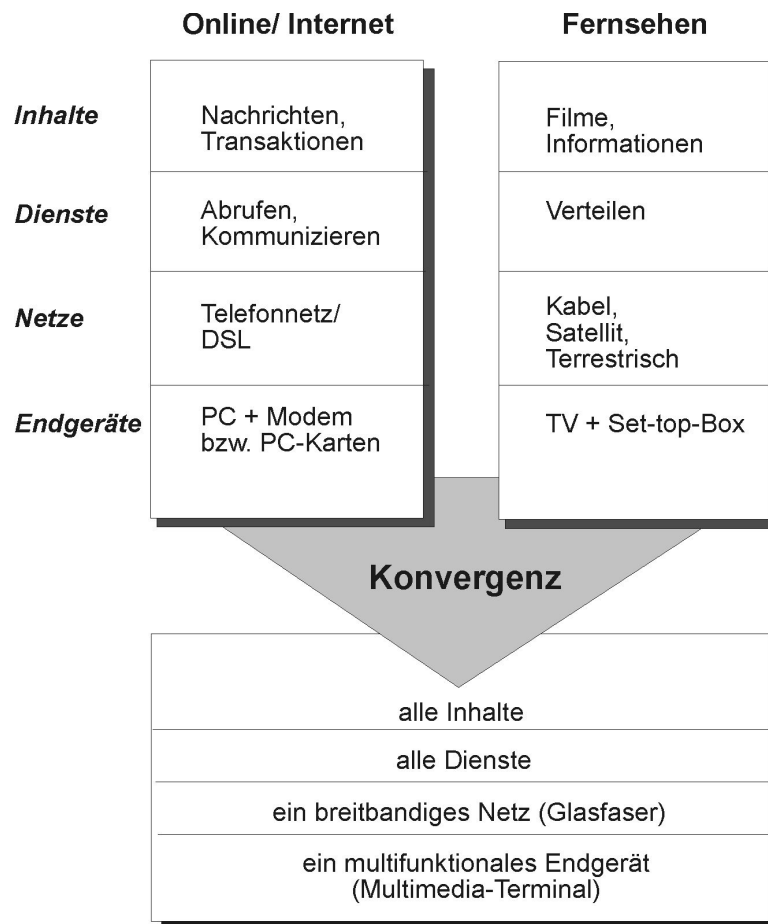 Online/ Internet
Fernsehen
Inhalte
Nachrichten,
Transaktionen
Filme,
Informationen
Dienste
Abrufen,
Kommunizieren
Verteilen
Netze
Telefonnetz/
DSL
Kabel,
Satellit,
Terrestrisch
Endgeräte
PC + Modem
bzw. PC-Karten
TV + Set-top-Box
Konvergenz
alle Inhalte
alle Dienste
ein breitbandiges Netz (Glasfaser)
ein multifunktionales Endgerät
(Multimedia-Terminal)